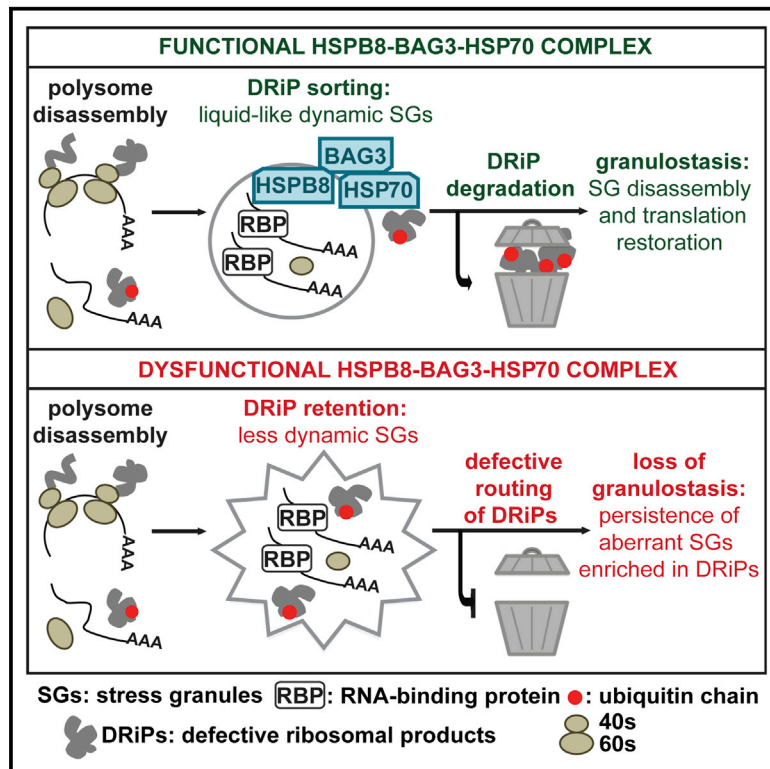 FUNCTIONAL HSPB8-BAG3-HSP70 COMPLEX
polysome
disassembly
AAA
AAA
DRiP sorting:
liquid-like dynamic SGs
BAG3
HSPB8
HSP70
RBP
AAA
RBP
AAA
DRiP
degradation
granulostasis:
SG disassembly
and translation
restoration
DYSFUNCTIONAL HSPB8-BAG3-HSP70 COMPLEX
polysome
disassembly
AAA
AAA
DRiP retention:
less dynamic SGs
RBP
AAA
RBP
AAA
defective
routing
of DRiPs
loss of
granulostasis:
persistence of
aberrant SGs
enriched in DRiPs
SGs: stress granules RBP: RNA-binding protein : ubiquitin chain
DRiPs: defective ribosomal products
40s
60s